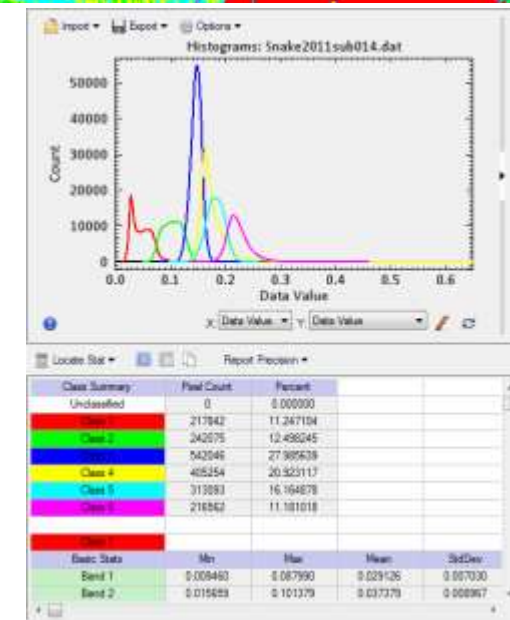 Import Export Options
Histograms: Snake2011sub014.dat
50000
40000
30000
20000
10000
0
Count
0.0 0.1 0.2 0.3 0.4 0.5 0.6
Data Value
X: Data Value Y: Data Value
Locate Stat Report Precision
Class Summary Pixel Count Percent
Unclassified 0 0.000000
Class 1 217842 11.247104
Class 2 242075 12.498245
542046 27.985639
Class 4 405254 20.923117
Class 5 313093 16.164878
Class 6 216562 11.181018
Class 1
Basic Stats Min Max Mean StdDev
Band 1 0.009460 0.087990 0.029126 0.007030
Band 2 0.015659 0.101379 0.037379 0.008967